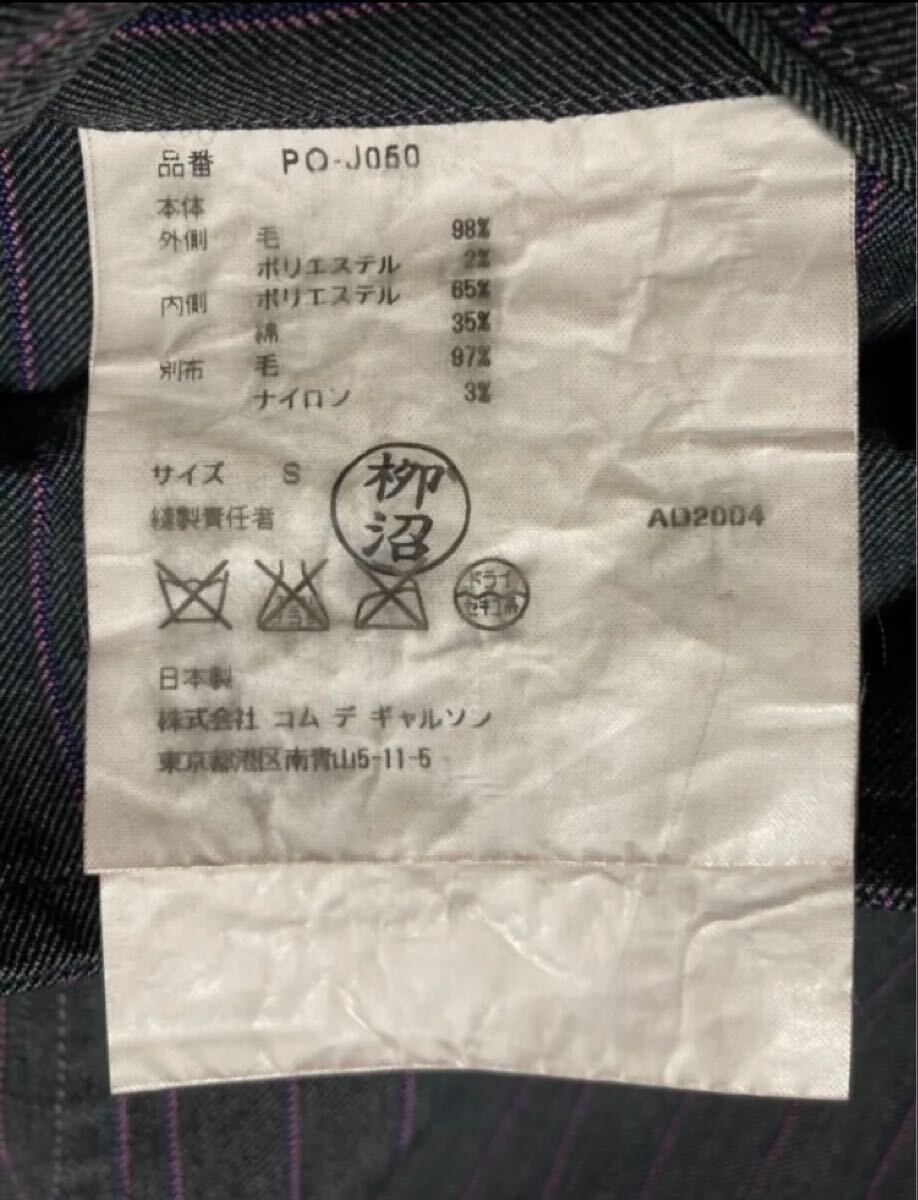 品番 PO-J050
本体
外側 毛 98%
ポリエステル 2%
内側 ポリエステル 65%
綿 35%
別布 毛 97%
ナイロン 3%
サイズ S
縫製責任者 柳沼
AD2004
ドライ
セキユ系
日本製
株式会社 コム デ ギャルソン
東京都港区南青山5-11-5